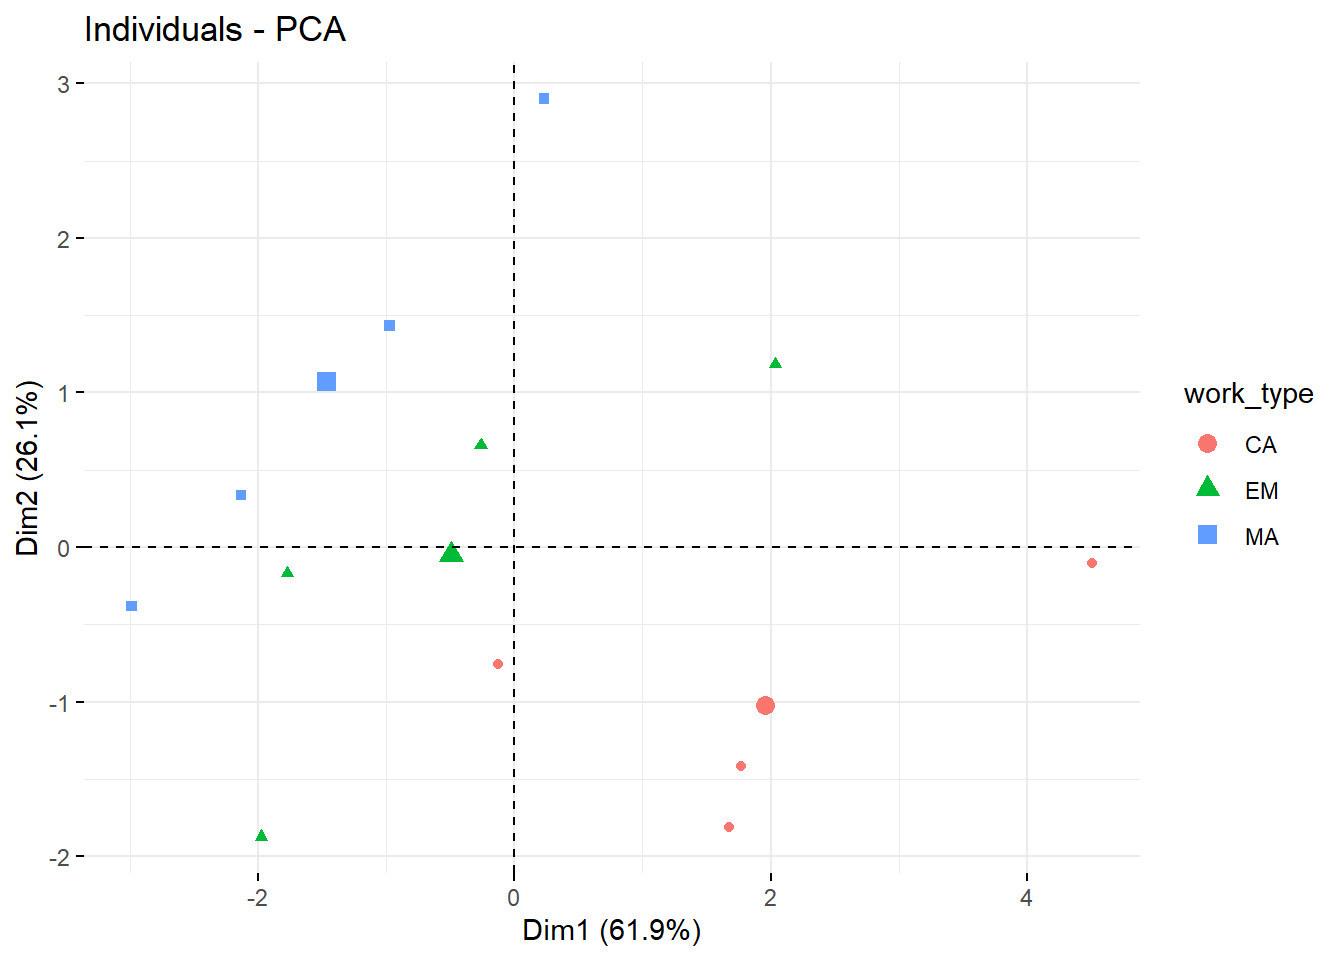 Individuals - PCA
3
2
1
0
-1
-2
Dim2 (26.1%)
-2
0
2
4
Dim1 (61.9%)
work_type
CA
EM
MA